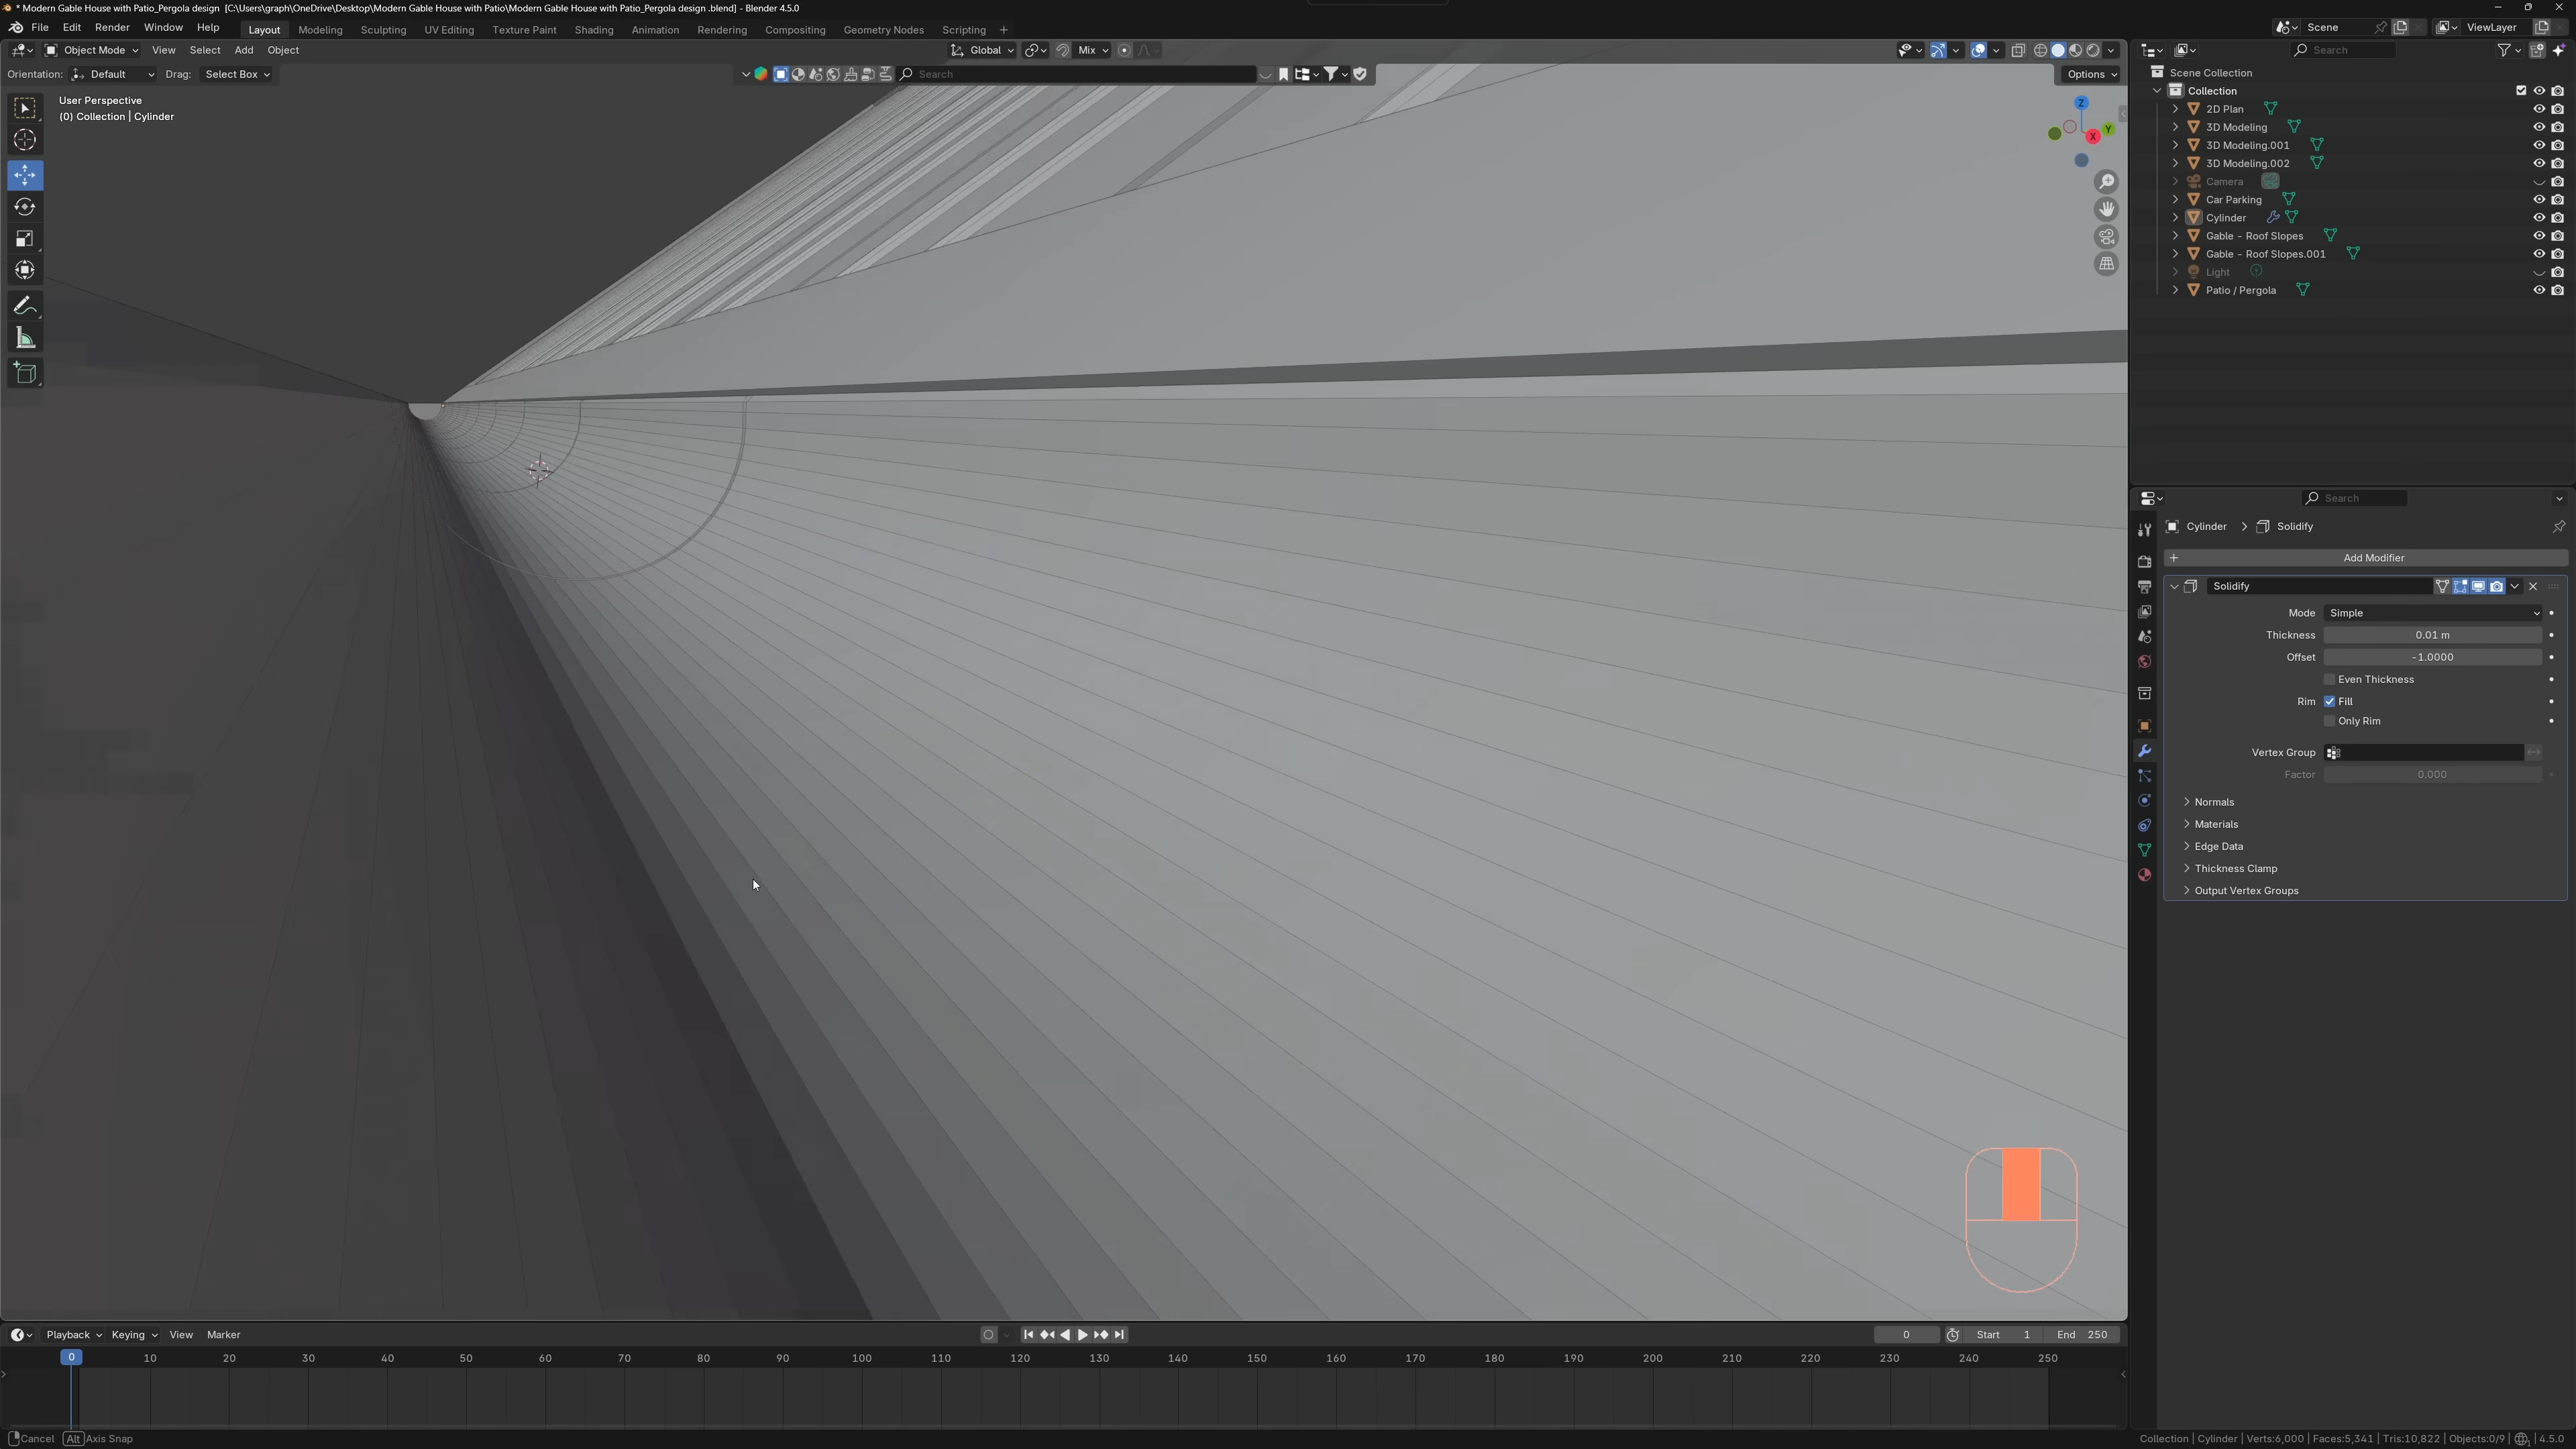 * Modern Gable House with Patio_Pergola design [C:\Users\graph\OneDrive\Desktop\Modern Gable House with Patio\Modern Gable House with Patio_Pergola design .blend] - Blender 4.5.0
File Edit Render Window Help
Layout Modeling Sculpting UV Editing Texture Paint Shading Animation Rendering Compositing Geometry Nodes Scripting +
Scene
ViewLayer
Object Mode View Select Add Object
Global
Mix
Search
Orientation: Default Drag: Select Box
Search
Options
User Perspective
(0) Collection | Cylinder
Z
Y
X
Scene Collection
Collection
2D Plan
3D Modeling
3D Modeling.001
3D Modeling.002
Camera
Car Parking
Cylinder
Gable - Roof Slopes
Gable - Roof Slopes.001
Light
Patio / Pergola
Search
Cylinder > Solidify
+ Add Modifier
Solidify
Mode Simple
Thickness 0.01 m
Offset -1.0000
Even Thickness
Rim Fill
Only Rim
Vertex Group
Factor 0.000
Normals
Materials
Edge Data
Thickness Clamp
Output Vertex Groups
Playback Keying View Marker
0
Start 1
End 250
0 10 20 30 40 50 60 70 80 90 100 110 120 130 140 150 160 170 180 190 200 210 220 230 240 250
Cancel Alt Axis Snap
Collection | Cylinder | Verts:6,000 | Faces:5,341 | Tris:10,822 | Objects:0/9 | 4.5.0